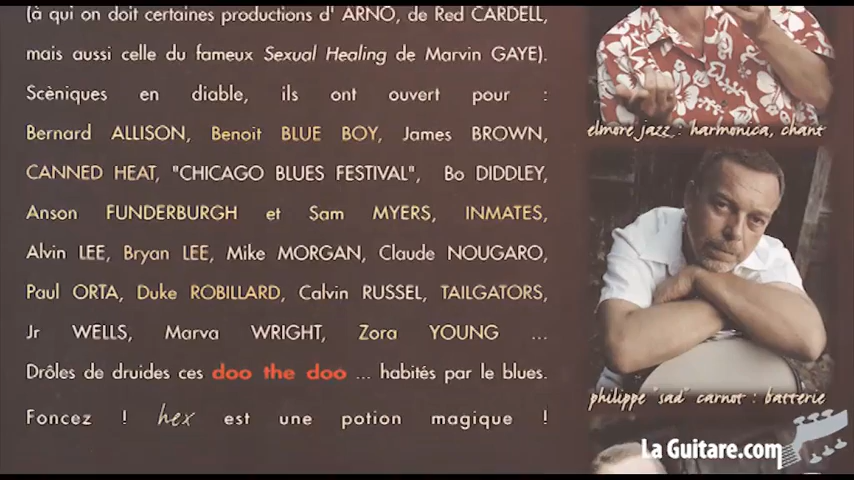 (à qui on doit certaines productions d' ARNO, de Red CARDELL,
mais aussi celle du fameux Sexual Healing de Marvin GAYE).
Scèniques en diable, ils ont ouvert pour :
Bernard ALLISON, Benoit BLUE BOY, James BROWN,
CANNED HEAT, "CHICAGO BLUES FESTIVAL", Bo DIDDLEY,
Anson FUNDERBURGH et Sam MYERS, INMATES,
Alvin LEE, Bryan LEE, Mike MORGAN, Claude NOUGARO,
Paul ORTA, Duke ROBILLARD, Calvin RUSSEL, TAILGATORS,
Jr WELLS, Marva WRIGHT, Zora YOUNG ...
Drôles de druides ces doo the doo ... habités par le blues.
Foncez ! hex est une potion magique !
elmore jazz : harmonica, chant
philippe "sad" carnot : batterie
La Guitare.com